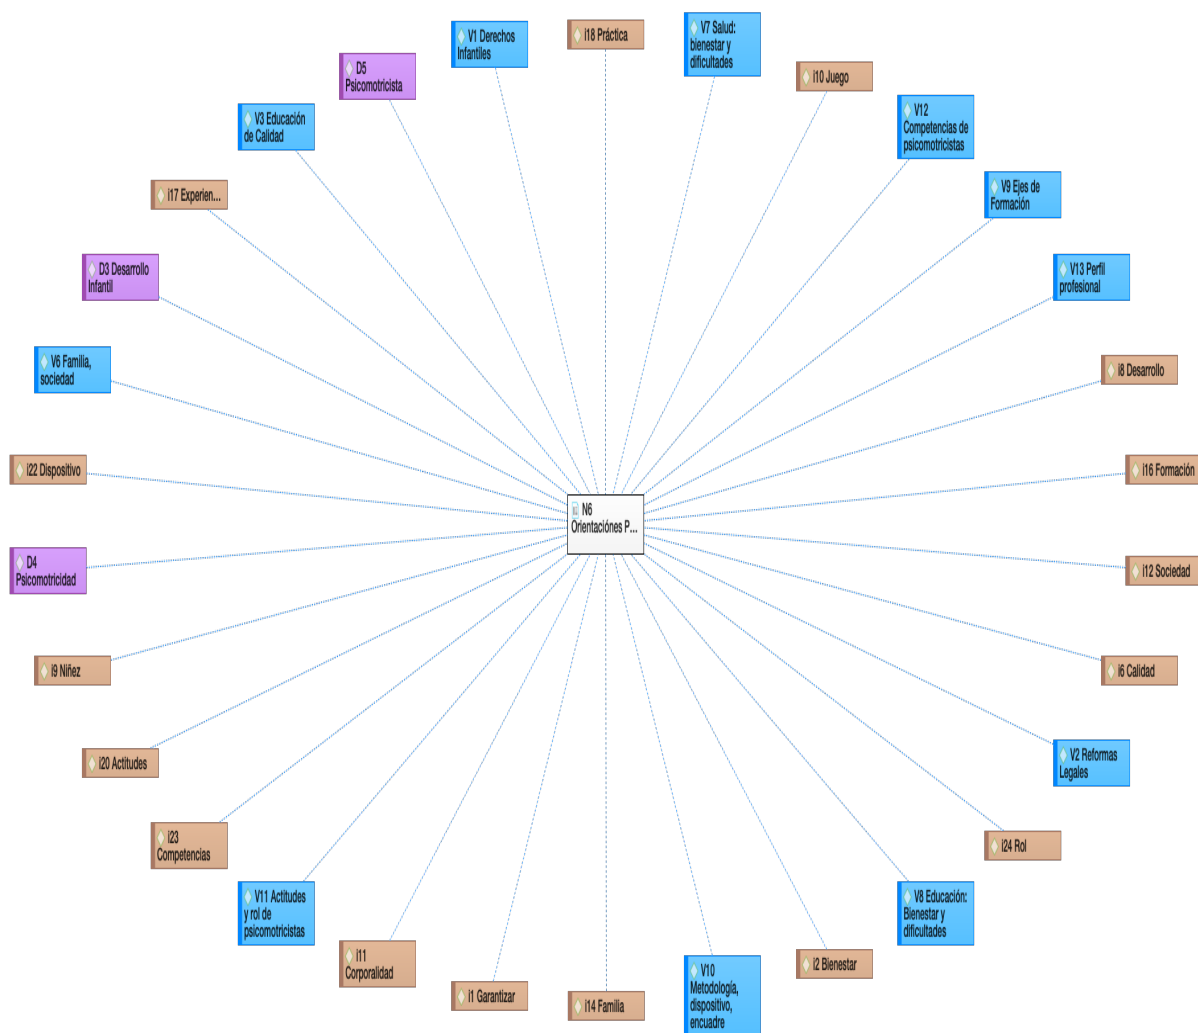 i18 Práctica
V7 Salud:
bienestar y
dificultades
V1 Derechos
Infantiles
D5
Psicomotricista
i10 Juego
V3 Educación
de Calidad
V12
Competencias de
psicomotricistas
i17 Experien...
V9 Ejes de
Formación
D3 Desarrollo
Infantil
V13 Perfil
profesional
V6 Familia,
sociedad
i8 Desarrollo
i22 Dispositivo
i16 Formación
N6
Orientaciónes P...
D4
Psicomotricidad
i12 Sociedad
i9 Niñez
i6 Calidad
i20 Actitudes
V2 Reformas
Legales
i23
Competencias
i24 Rol
V11 Actitudes
y rol de
psicomotricistas
V8 Educación:
Bienestar y
dificultades
i11
Corporalidad
i2 Bienestar
i1 Garantizar
i14 Familia
V10
Metodología,
dispositivo,
encuadre